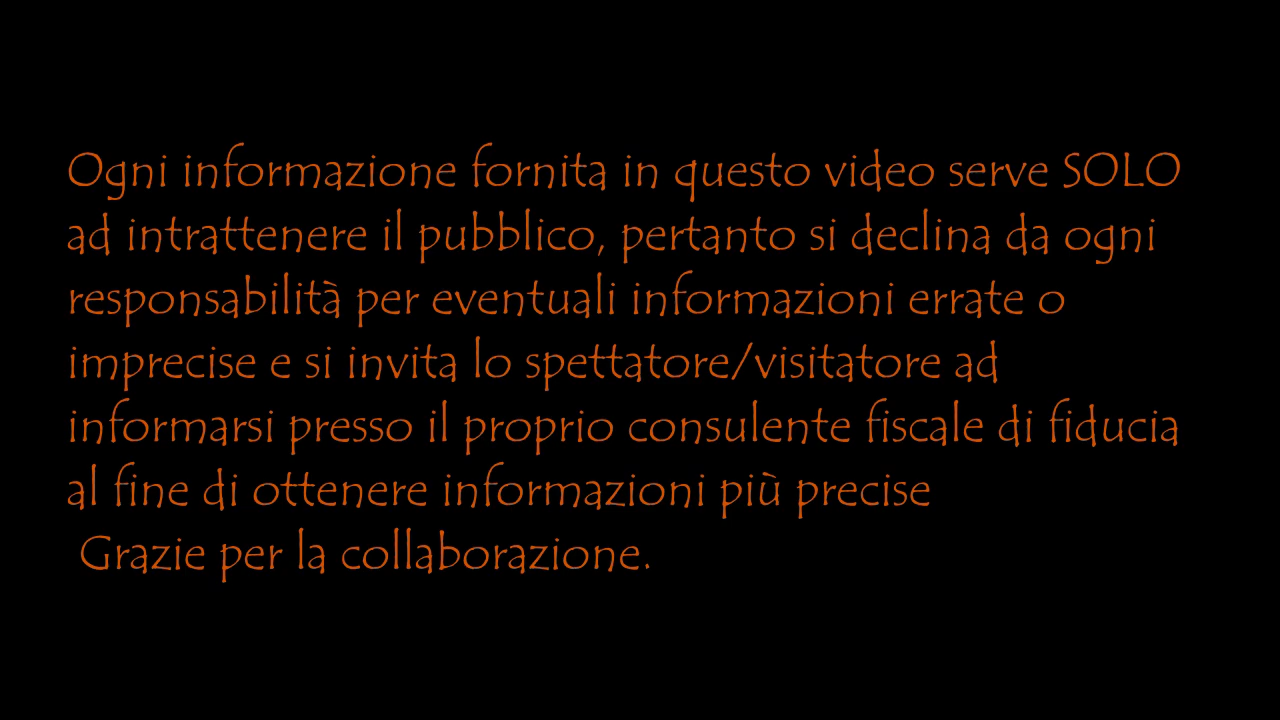 Ogni informazione fornita in questo video serve SOLO
ad intrattenere il pubblico, pertanto si declina da ogni
responsabilità per eventuali informazioni errate o
imprecise e si invita lo spettatore/visitatore ad
informarsi presso il proprio consulente fiscale di fiducia
al fine di ottenere informazioni più precise
Grazie per la collaborazione.